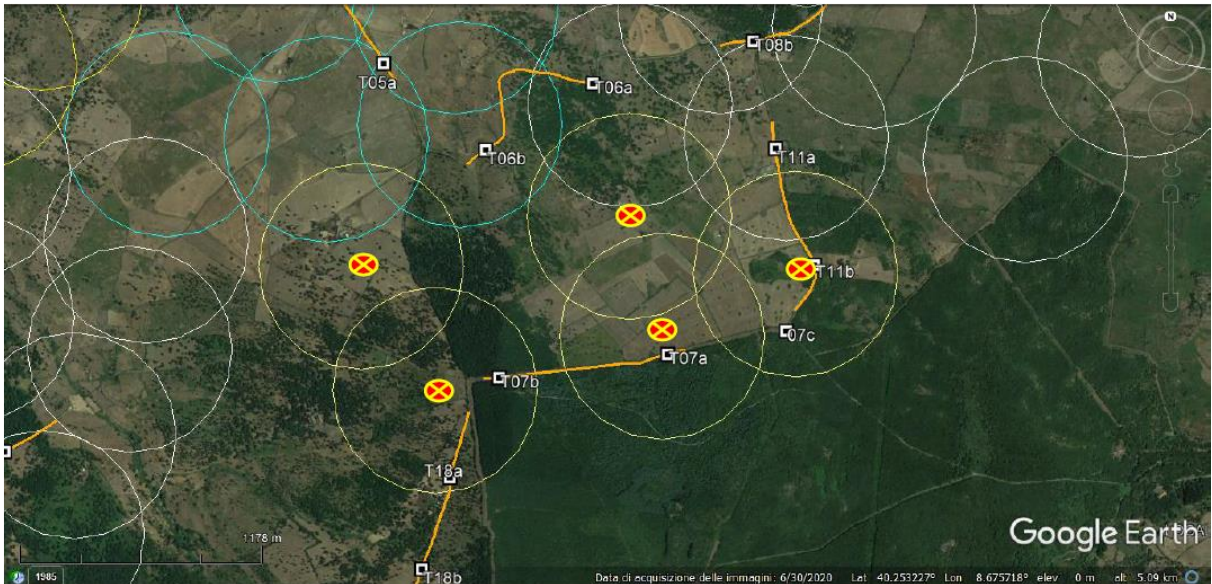 N
T08b
T05a
T06a
T06b
T11a
T11b
07c
T07a
T07b
T18a
1178 m
Google Earth
T18b
1985
Data di acquisizione delle immagini: 6/30/2020 Lat 40.253227° Lon 8.675718° elev 0 m alt 5.09 km